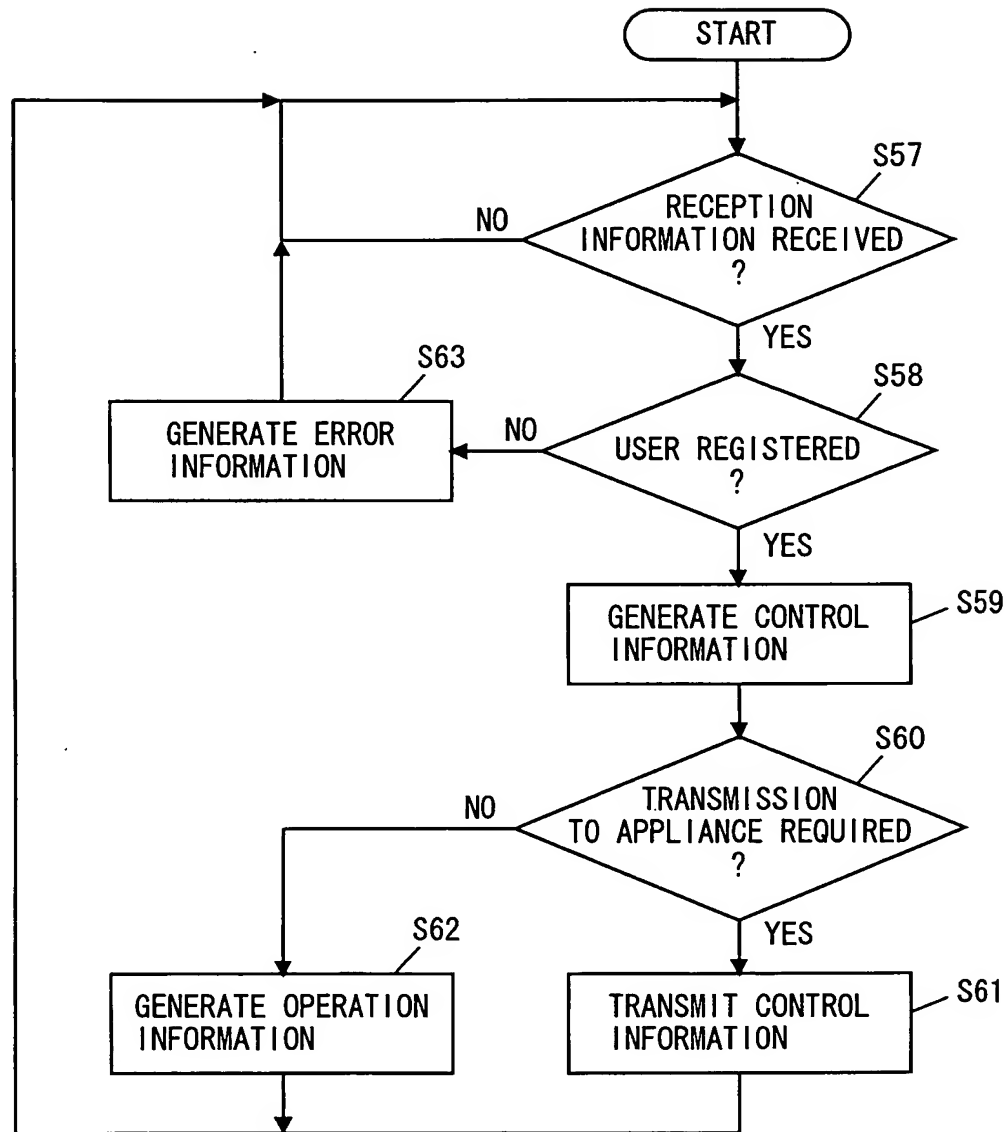 START
S57
RECEPTION
INFORMATION RECEIVED
?
NO
YES
S63
S58
GENERATE ERROR
INFORMATION
NO
USER REGISTERED
?
YES
S59
GENERATE CONTROL
INFORMATION
S60
NO
TRANSMISSION
TO APPLIANCE REQUIRED
?
YES
S62
S61
GENERATE OPERATION
INFORMATION
TRANSMIT CONTROL
INFORMATION